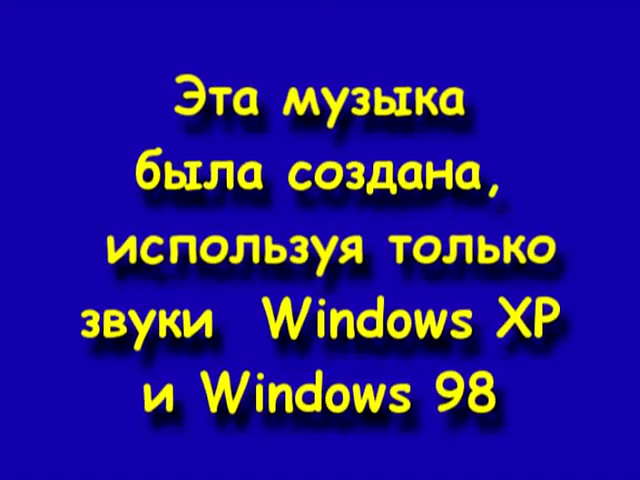 Эта музыка
была создана,
используя только
звуки Windows XP
и Windows 98